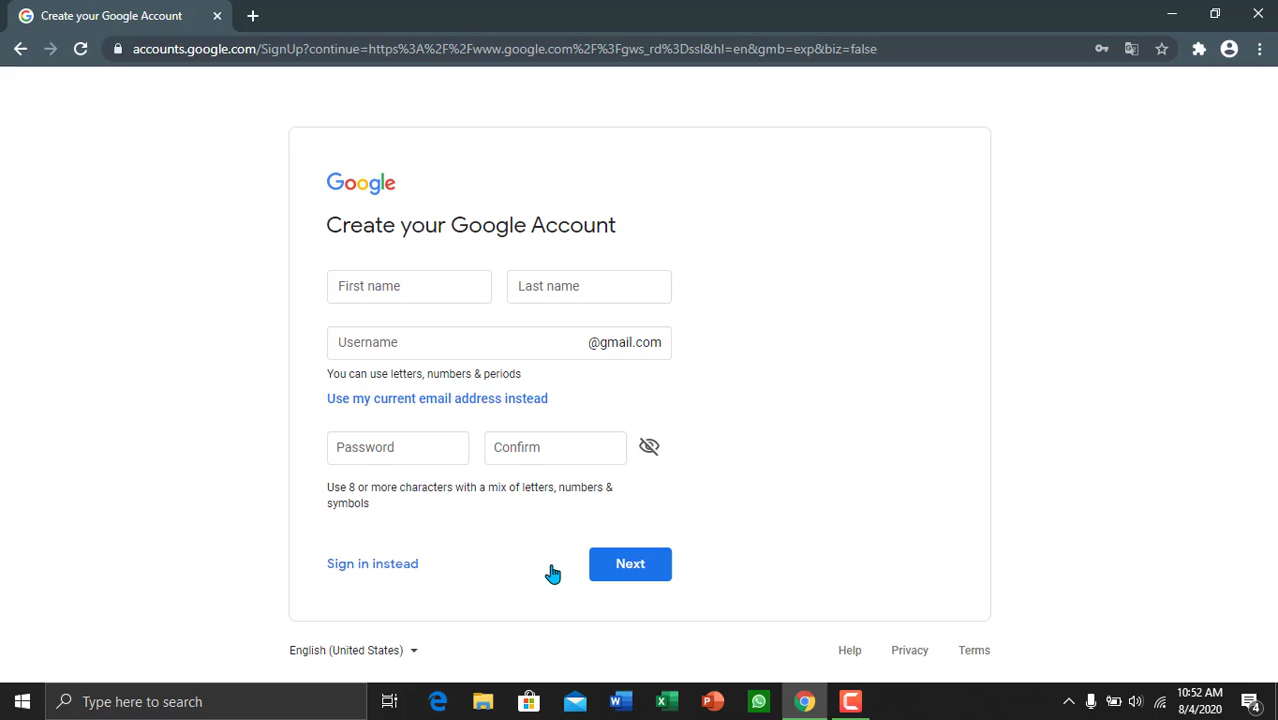 Create your Google Account
accounts.google.com/SignUp?continue=https%3A%2F%2Fwww.google.com%2F%3Fgws_rd%3Dssl&hl=en&gmb=exp&biz=false
Google
Create your Google Account
First name Last name
Username @gmail.com
You can use letters, numbers & periods
Use my current email address instead
Password Confirm
Use 8 or more characters with a mix of letters, numbers &
symbols
Sign in instead Next
English (United States) Help Privacy Terms
Type here to search
10:52 AM
8/4/2020
4